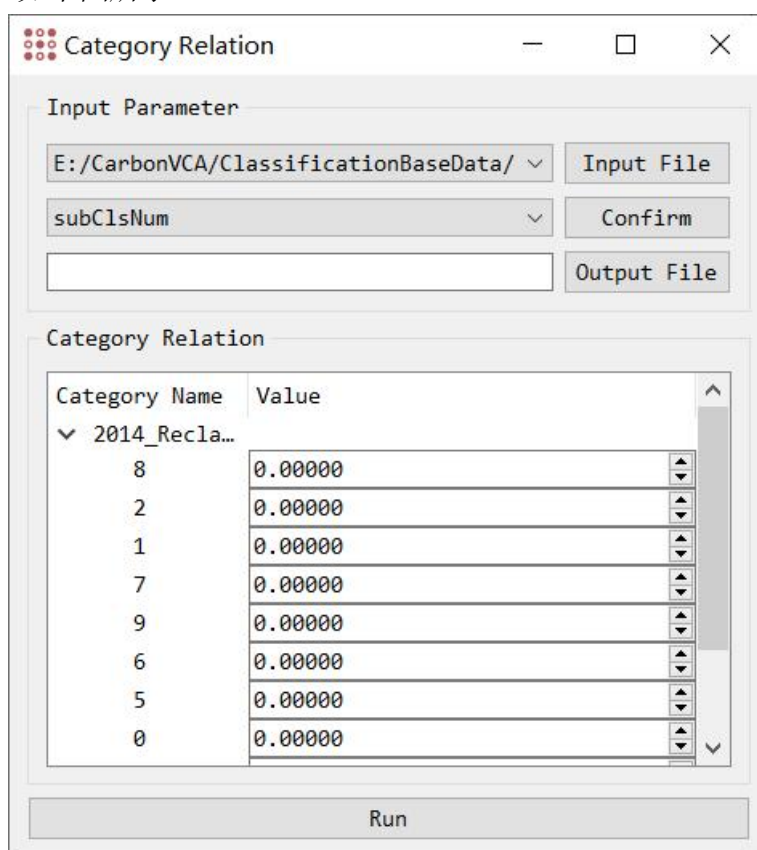 Category Relation
Input Parameter
E:/CarbonVCA/ClassificationBaseData/ Input File
subClsNum Confirm
Output File
Category Relation
Category Name Value
2014_Recla…
8 0.00000
2 0.00000
1 0.00000
7 0.00000
9 0.00000
6 0.00000
5 0.00000
0 0.00000
Run